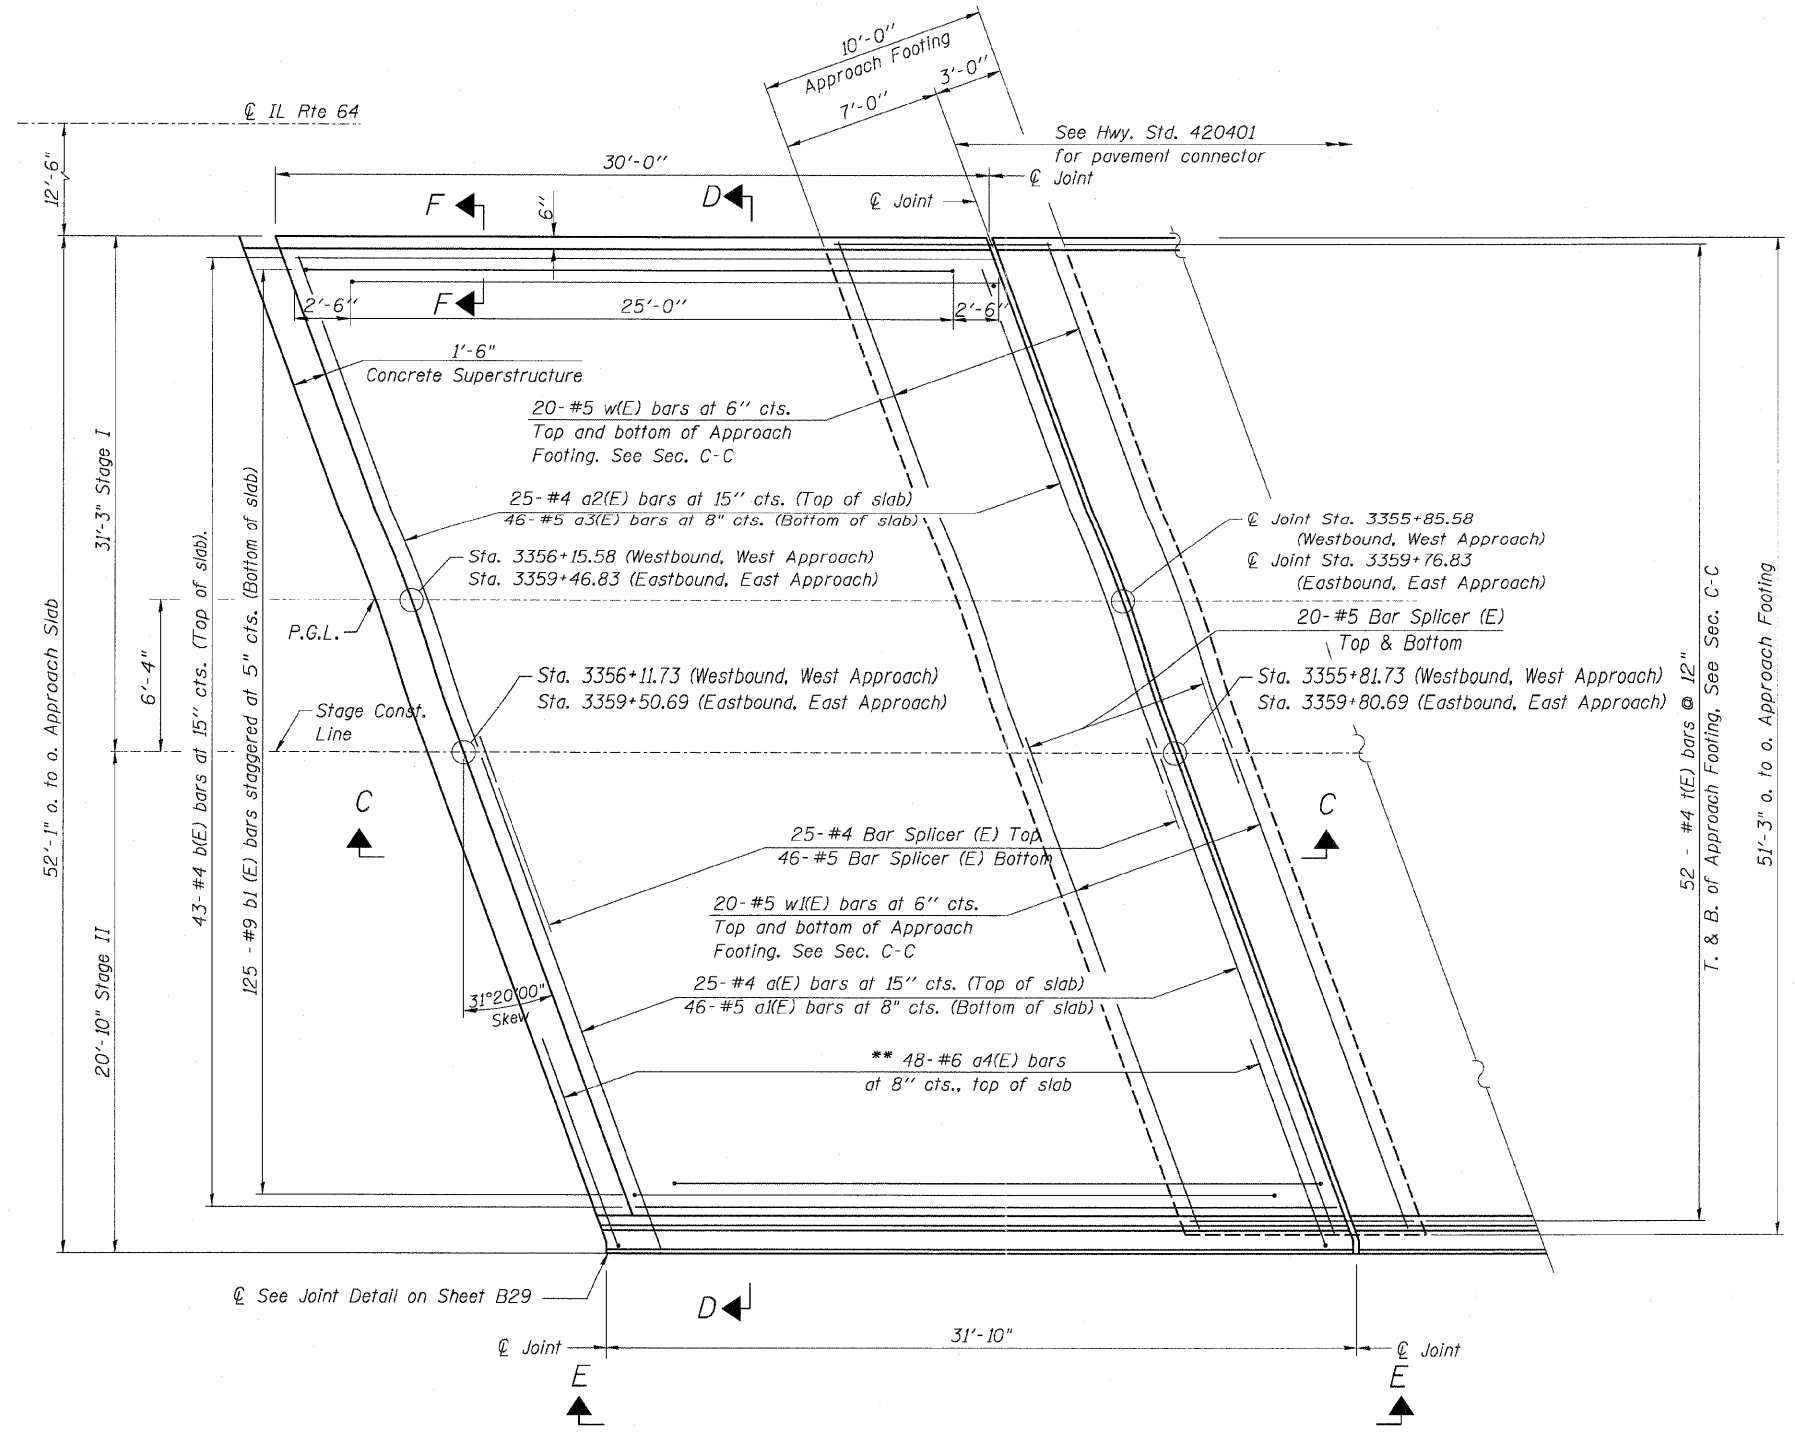 10'-0"
Approach Footing
3'-0"
7'-0"
℄ IL Rte 64
12'-6"
See Hwy. Std. 420401
for pavement connector
30'-0"
℄ Joint
℄ Joint
F
D
6"
F
2'-6"
25'-0"
2'-6"
1'-6"
Concrete Superstructure
20-#5 w(E) bars at 6" cts.
Top and bottom of Approach
Footing. See Sec. C-C
25-#4 a2(E) bars at 15" cts. (Top of slab)
46-#5 a3(E) bars at 8" cts. (Bottom of slab)
Sta. 3356+15.58 (Westbound, West Approach)
Sta. 3359+46.83 (Eastbound, East Approach)
℄ Joint Sta. 3355+85.58
(Westbound, West Approach)
℄ Joint Sta. 3359+76.83
(Eastbound, East Approach)
20-#5 Bar Splicer (E)
Top & Bottom
P.G.L.
6'-4"
Sta. 3356+11.73 (Westbound, West Approach)
Sta. 3359+50.69 (Eastbound, East Approach)
Sta. 3355+81.73 (Westbound, West Approach)
Sta. 3359+80.69 (Eastbound, East Approach)
Stage Const.
Line
52'-1" o. to o. Approach Slab
31'-3" Stage I
20'-10" Stage II
43-#4 b(E) bars at 15" cts. (Top of slab).
125 - #9 b1 (E) bars staggered at 5" cts. (Bottom of slab)
C
C
25-#4 Bar Splicer (E) Top
46-#5 Bar Splicer (E) Bottom
20-#5 w1(E) bars at 6" cts.
Top and bottom of Approach
Footing. See Sec. C-C
25-#4 a(E) bars at 15" cts. (Top of slab)
46-#5 a1(E) bars at 8" cts. (Bottom of slab)
31°20'00"
Skew
** 48-#6 a4(E) bars
at 8" cts., top of slab
52 - #4 t(E) bars @ 12"
T. & B. of Approach Footing, See Sec. C-C
51'-3" o. to o. Approach Footing
℄ See Joint Detail on Sheet B29
D
℄ Joint
31'-10"
℄ Joint
E
E